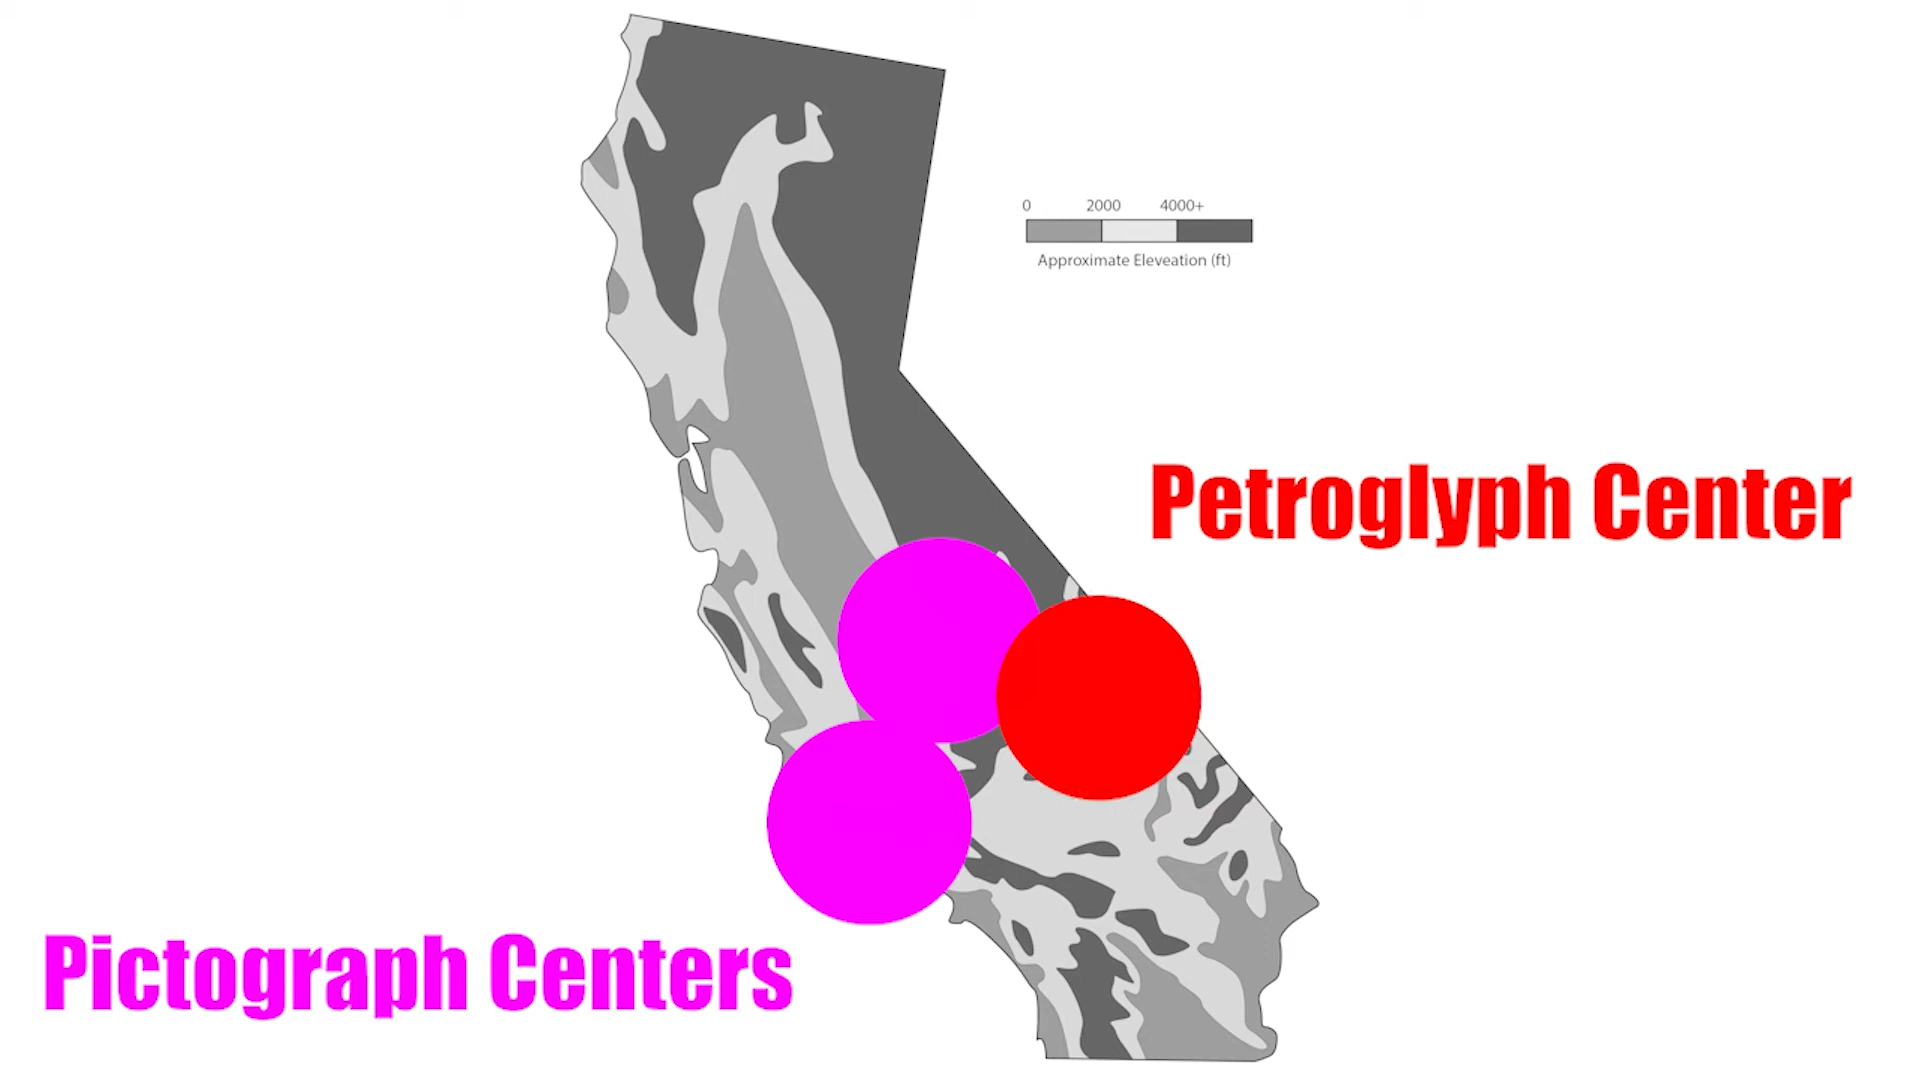 0 2000 4000+
Approximate Eleveation (ft)
Petroglyph Center
Pictograph Centers